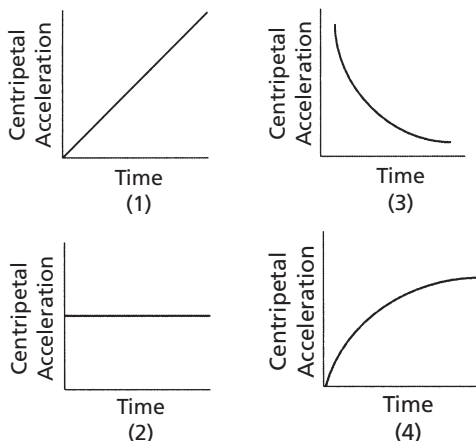 Centripetal
Acceleration
Time
(1)
Centripetal
Acceleration
Time
(3)
Centripetal
Acceleration
Time
(2)
Centripetal
Acceleration
Time
(4)